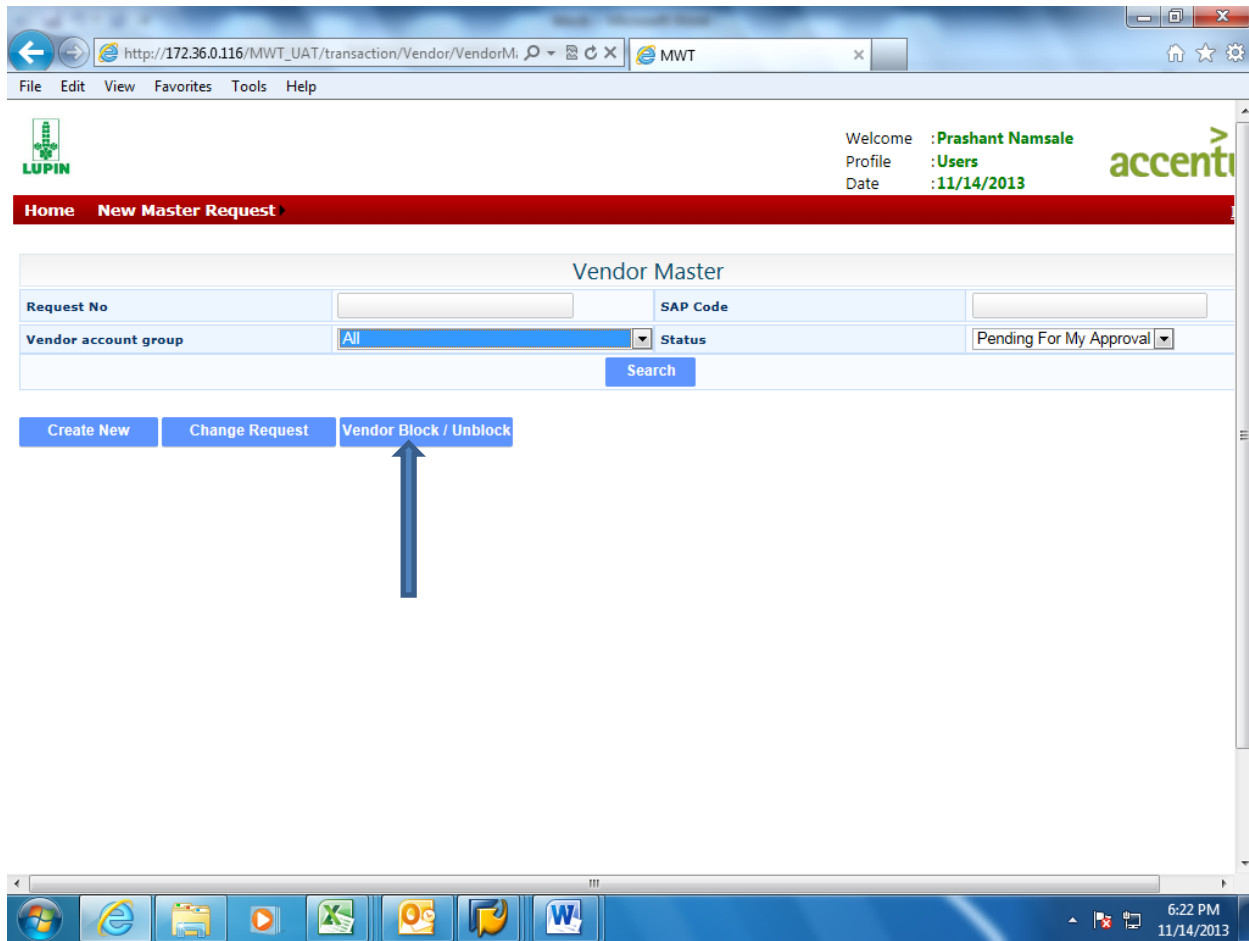 http://172.36.0.116/MWT_UAT/transaction/Vendor/VendorM
MWT
File Edit View Favorites Tools Help
LUPIN
Welcome :Prashant Namsale
Profile :Users
Date :11/14/2013
accent
Home New Master Request
Vendor Master
Request No SAP Code
Vendor account group All Status Pending For My Approval
Search
Create New Change Request Vendor Block / Unblock
6:22 PM
11/14/2013